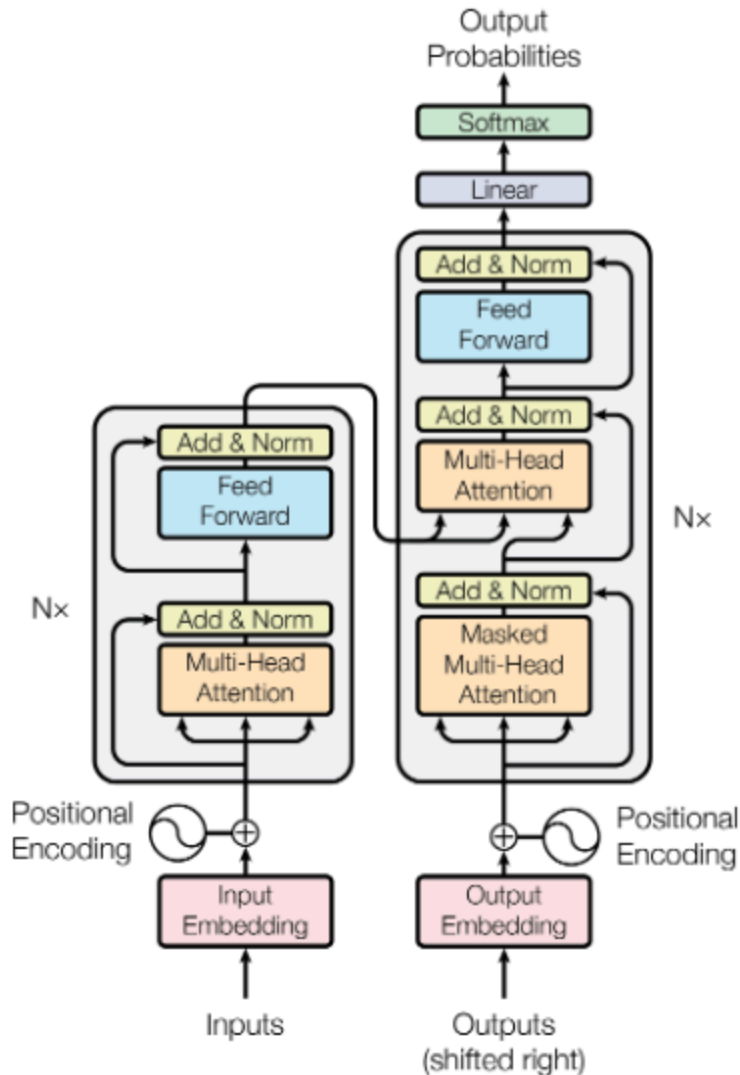 Output
Probabilities
Softmax
Linear
Add & Norm
Feed
Forward
Add & Norm
Multi-Head
Attention
Nx
Add & Norm
Masked
Multi-Head
Attention
Add & Norm
Feed
Forward
Nx
Add & Norm
Multi-Head
Attention
Positional
Encoding
Positional
Encoding
Input
Embedding
Output
Embedding
Inputs
Outputs
(shifted right)